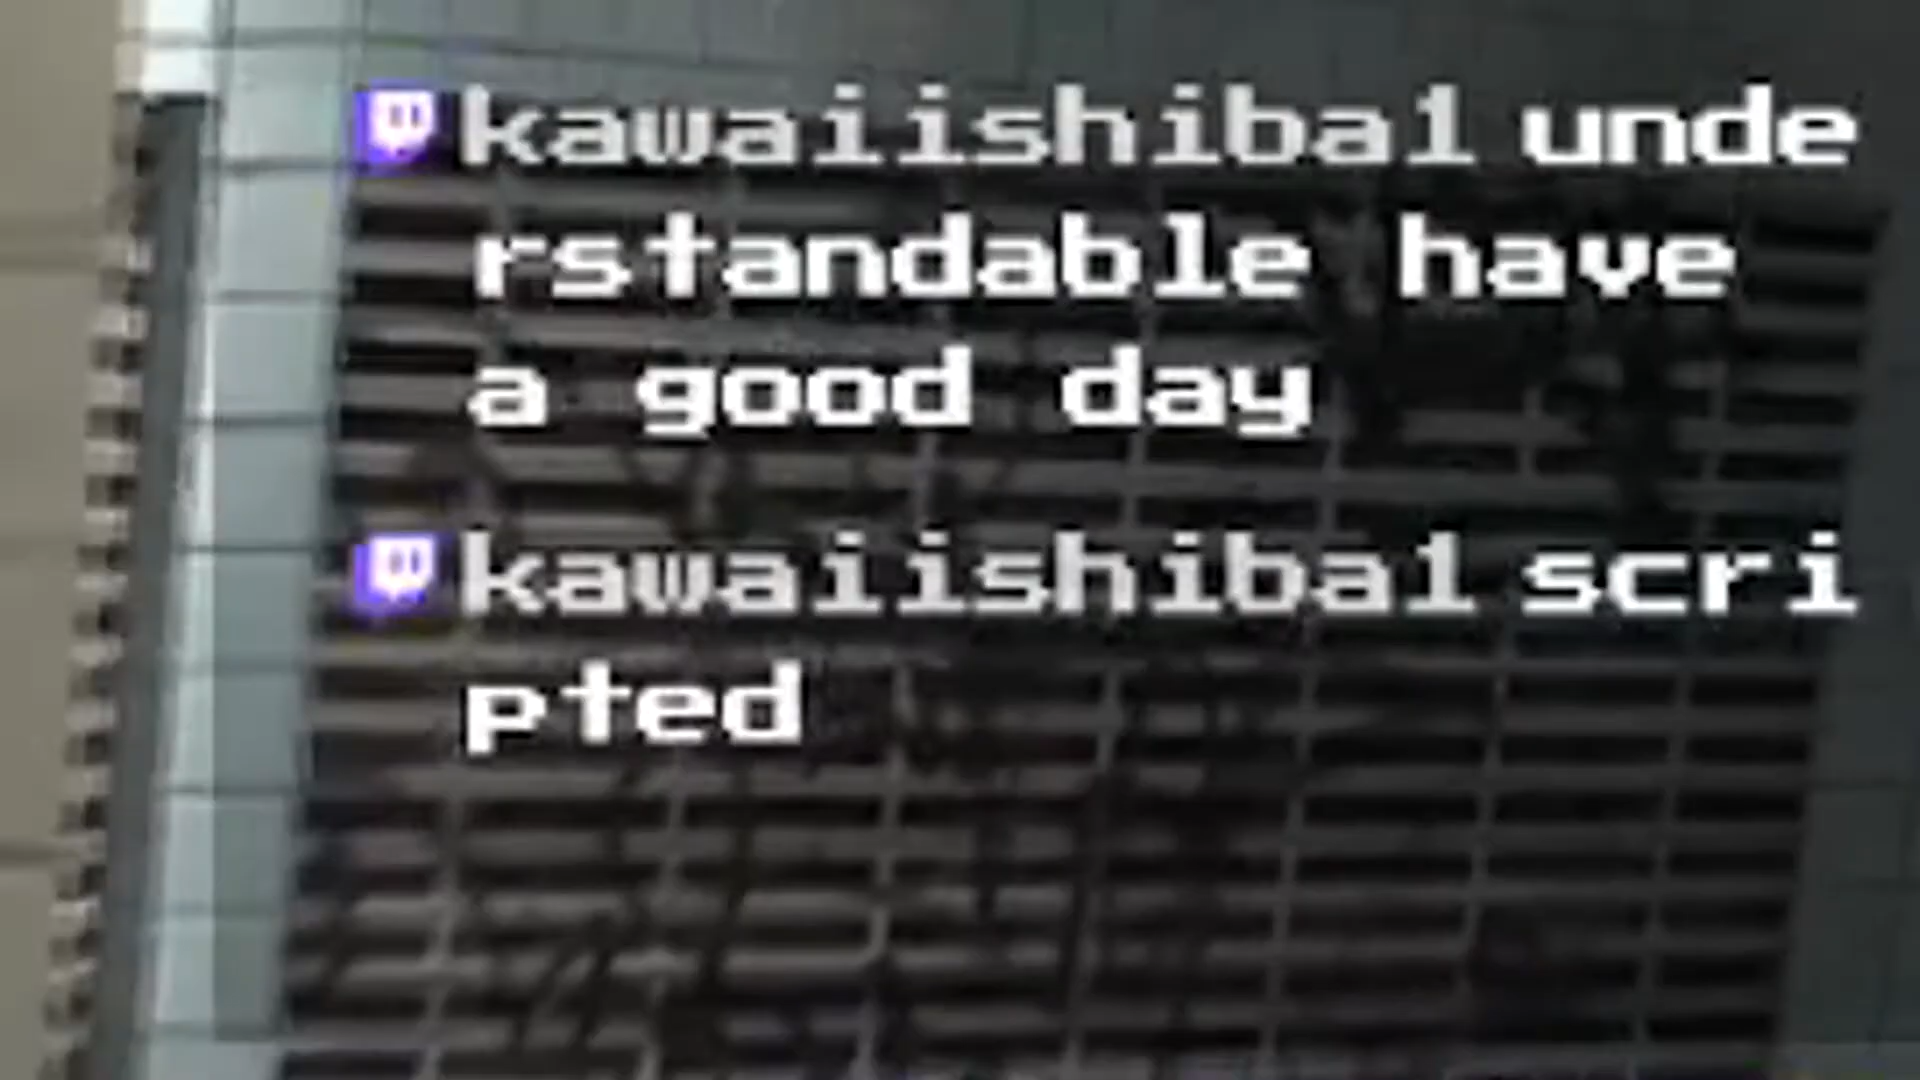 kawaiishiba1 unde
rstandable have
a good day
kawaiishiba1 scri
pted